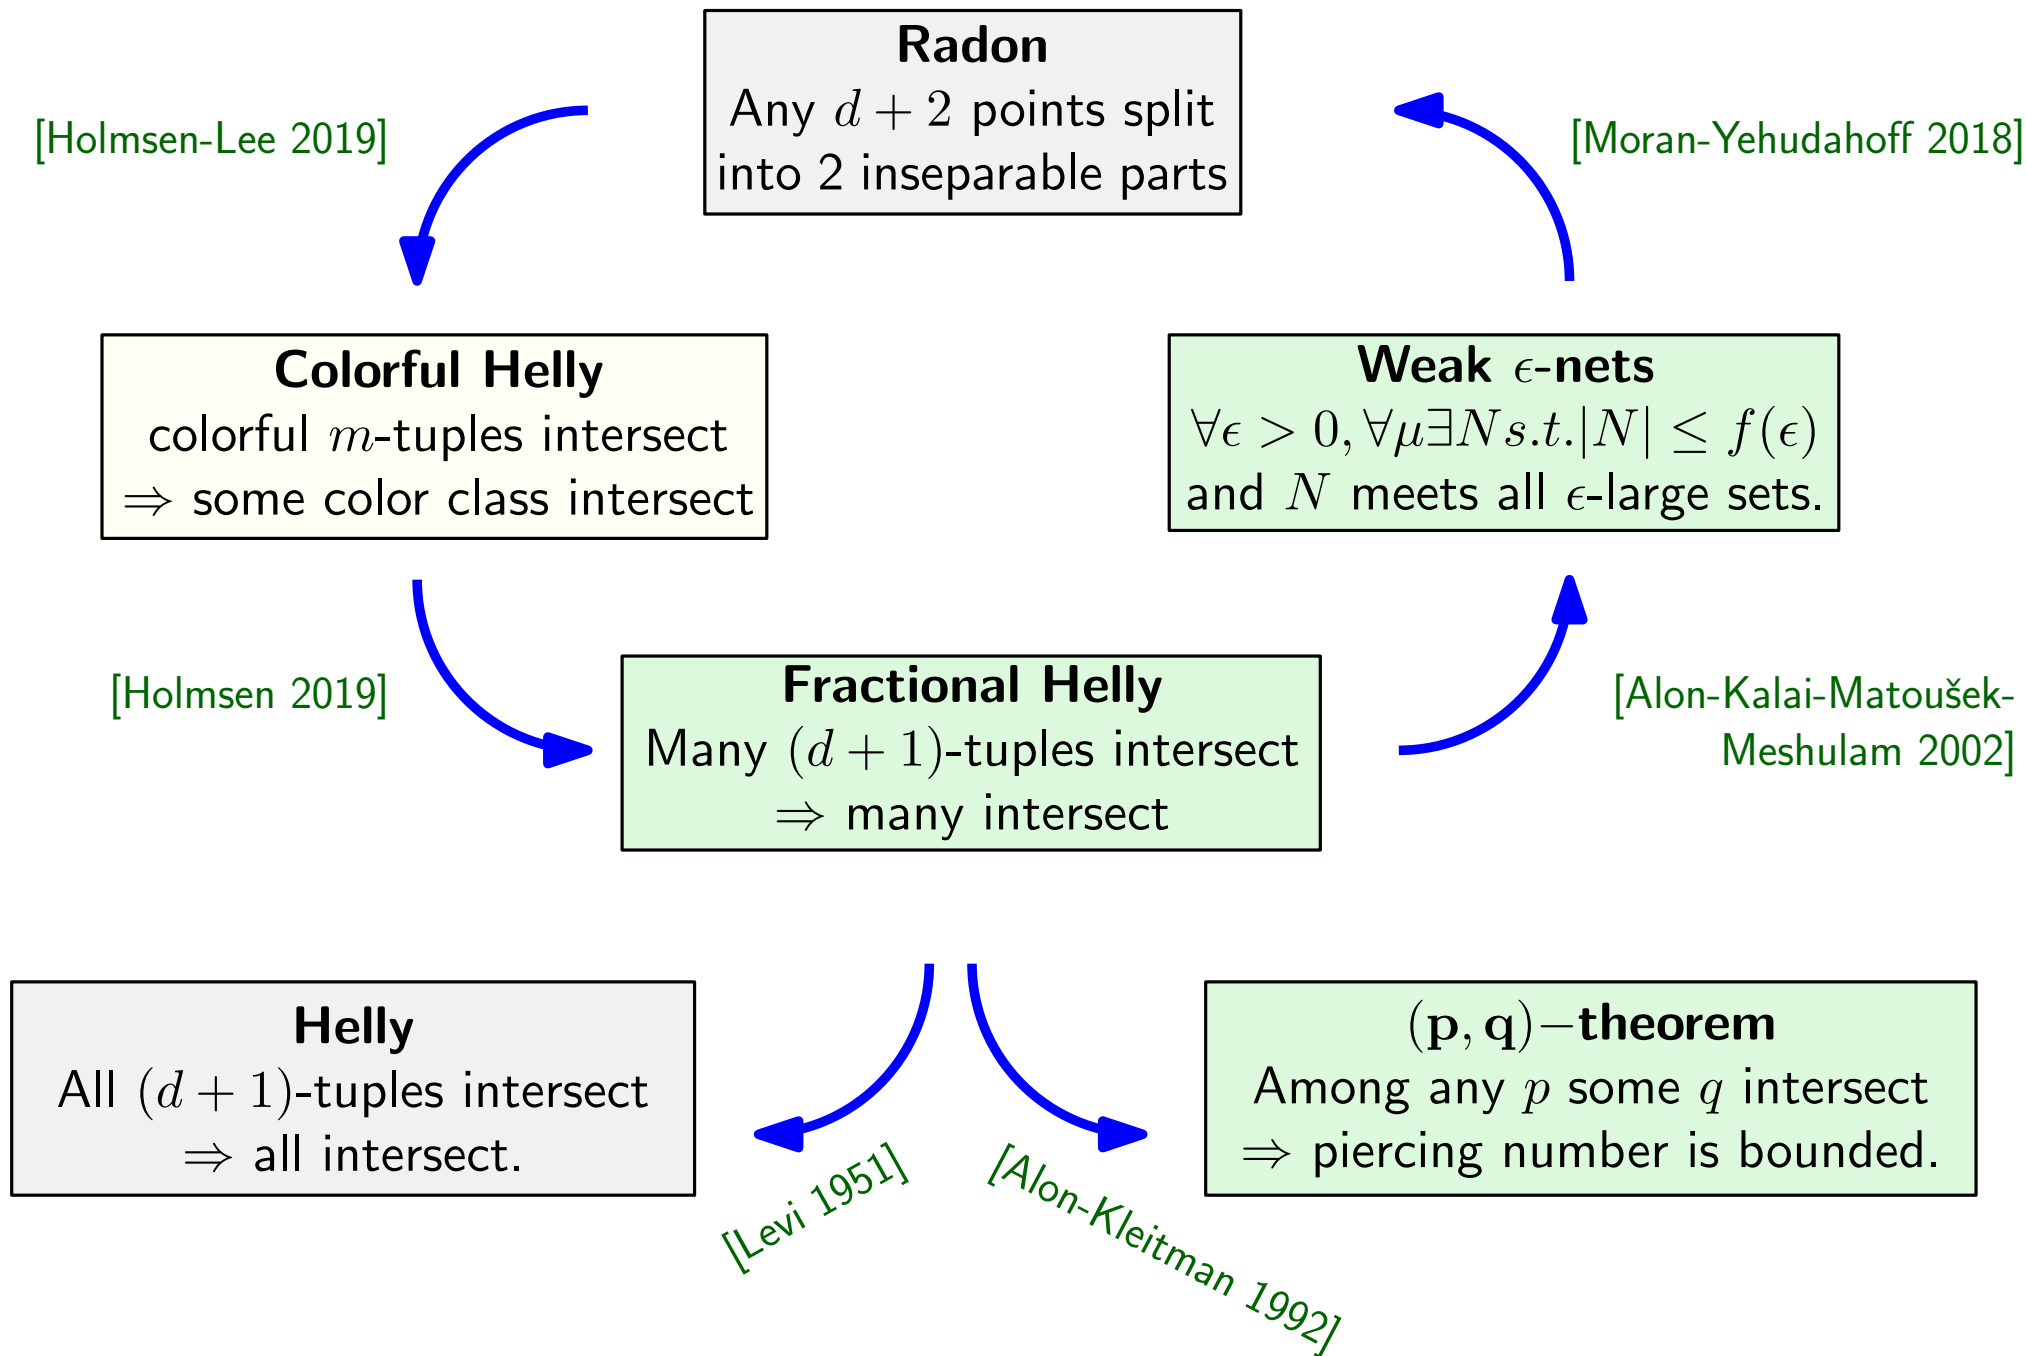 Radon
Any d + 2 points split
into 2 inseparable parts
[Holmsen-Lee 2019]
[Moran-Yehudahoff 2018]
Colorful Helly
colorful m-tuples intersect
⇒ some color class intersect
Weak ϵ-nets
∀ϵ > 0, ∀μ∃Ns.t.|N| ≤ f(ϵ)
and N meets all ϵ-large sets.
[Holmsen 2019]
Fractional Helly
Many (d + 1)-tuples intersect
⇒ many intersect
[Alon-Kalai-Matoušek-
Meshulam 2002]
Helly
All (d + 1)-tuples intersect
⇒ all intersect.
(p, q)−theorem
Among any p some q intersect
⇒ piercing number is bounded.
[Levi 1951]
[Alon-Kleitman 1992]